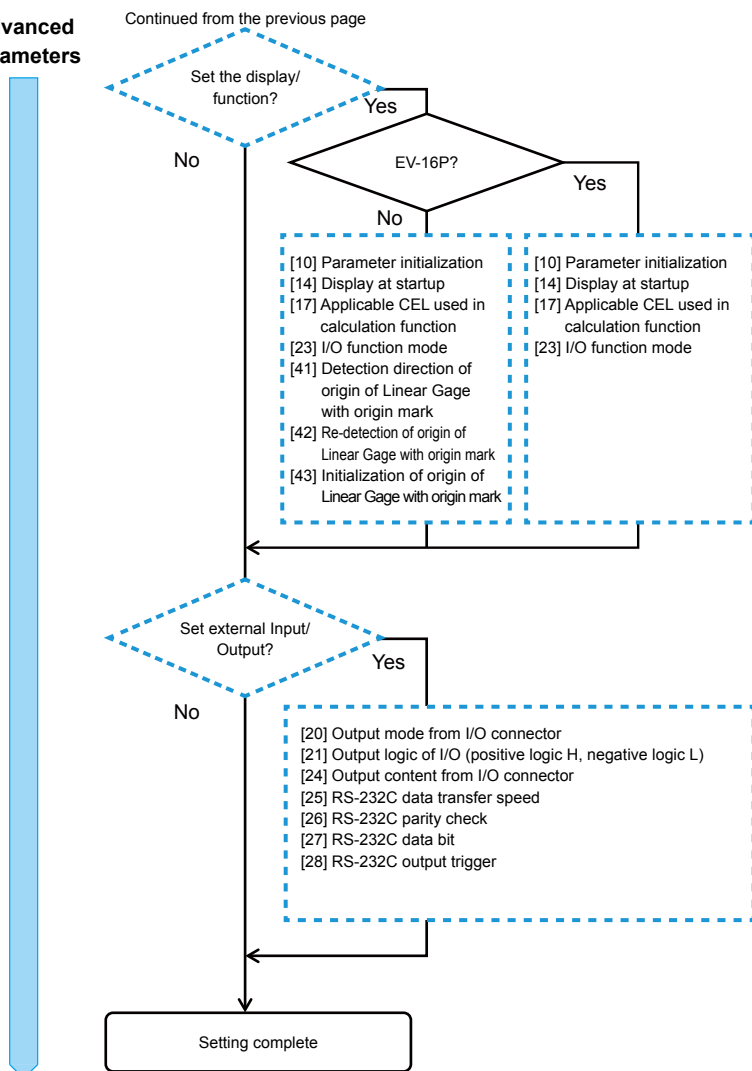 Continued from the previous page
vanced
ameters
Set the display/
function?
Yes
No
EV-16P?
Yes
No
[10] Parameter initialization
[14] Display at startup
[17] Applicable CEL used in
calculation function
[23] I/O function mode
[41] Detection direction of
origin of Linear Gage
with origin mark
[42] Re-detection of origin of
Linear Gage with origin mark
[43] Initialization of origin of
Linear Gage with origin mark
[10] Parameter initialization
[14] Display at startup
[17] Applicable CEL used in
calculation function
[23] I/O function mode
Set external Input/
Output?
Yes
No
[20] Output mode from I/O connector
[21] Output logic of I/O (positive logic H, negative logic L)
[24] Output content from I/O connector
[25] RS-232C data transfer speed
[26] RS-232C parity check
[27] RS-232C data bit
[28] RS-232C output trigger
Setting complete